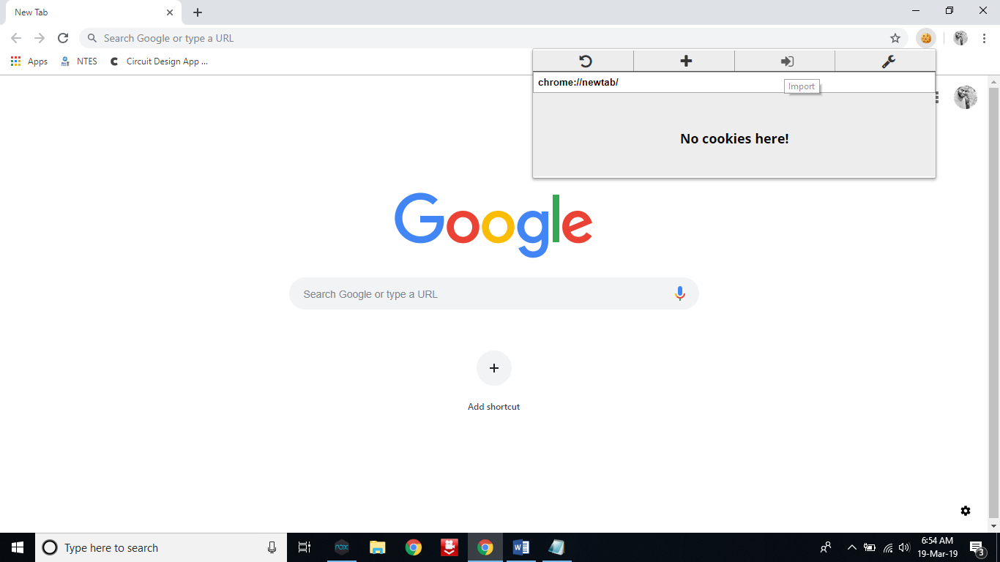 New Tab
Search Google or type a URL
Apps
NTES
Circuit Design App ...
chrome://newtab/
Import
No cookies here!
Google
Search Google or type a URL
Add shortcut
Type here to search
nox
W
6:54 AM
19-Mar-19
3